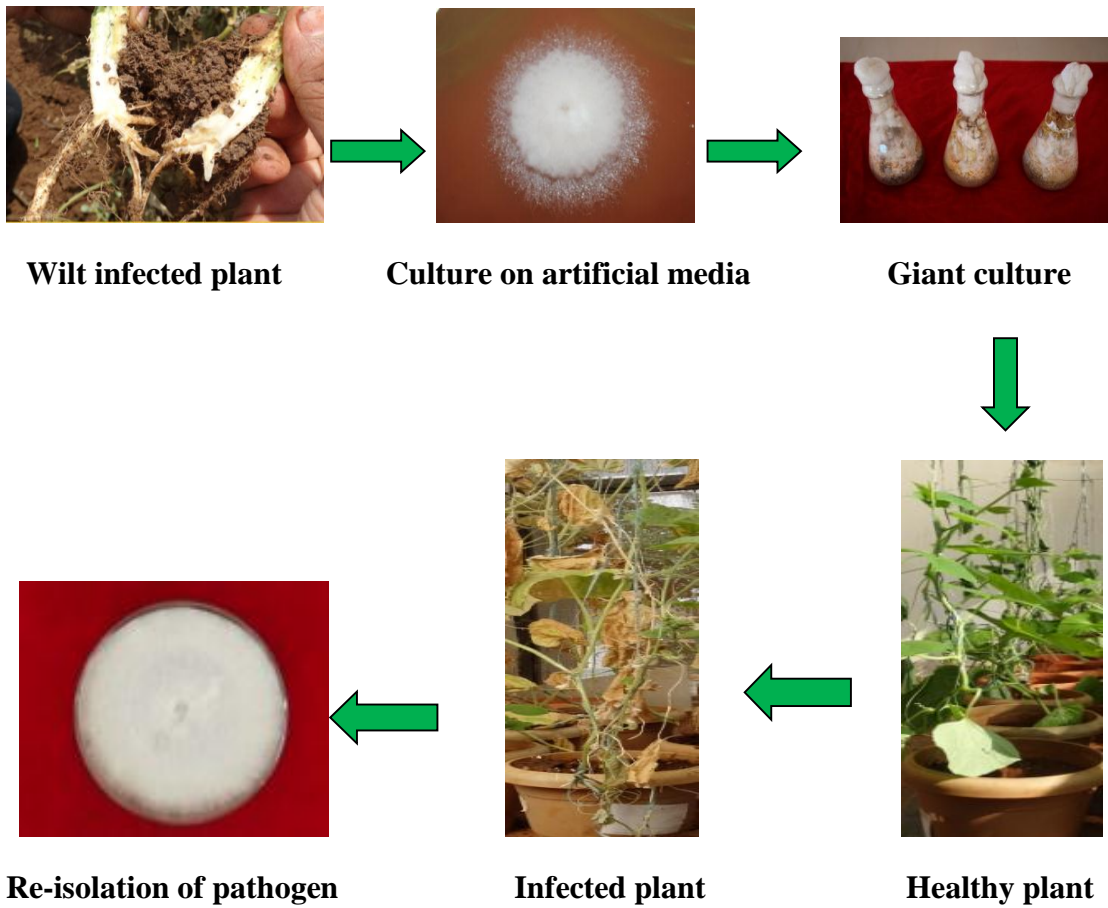 Wilt infected plant
Culture on artificial media
Giant culture
Re-isolation of pathogen
Infected plant
Healthy plant